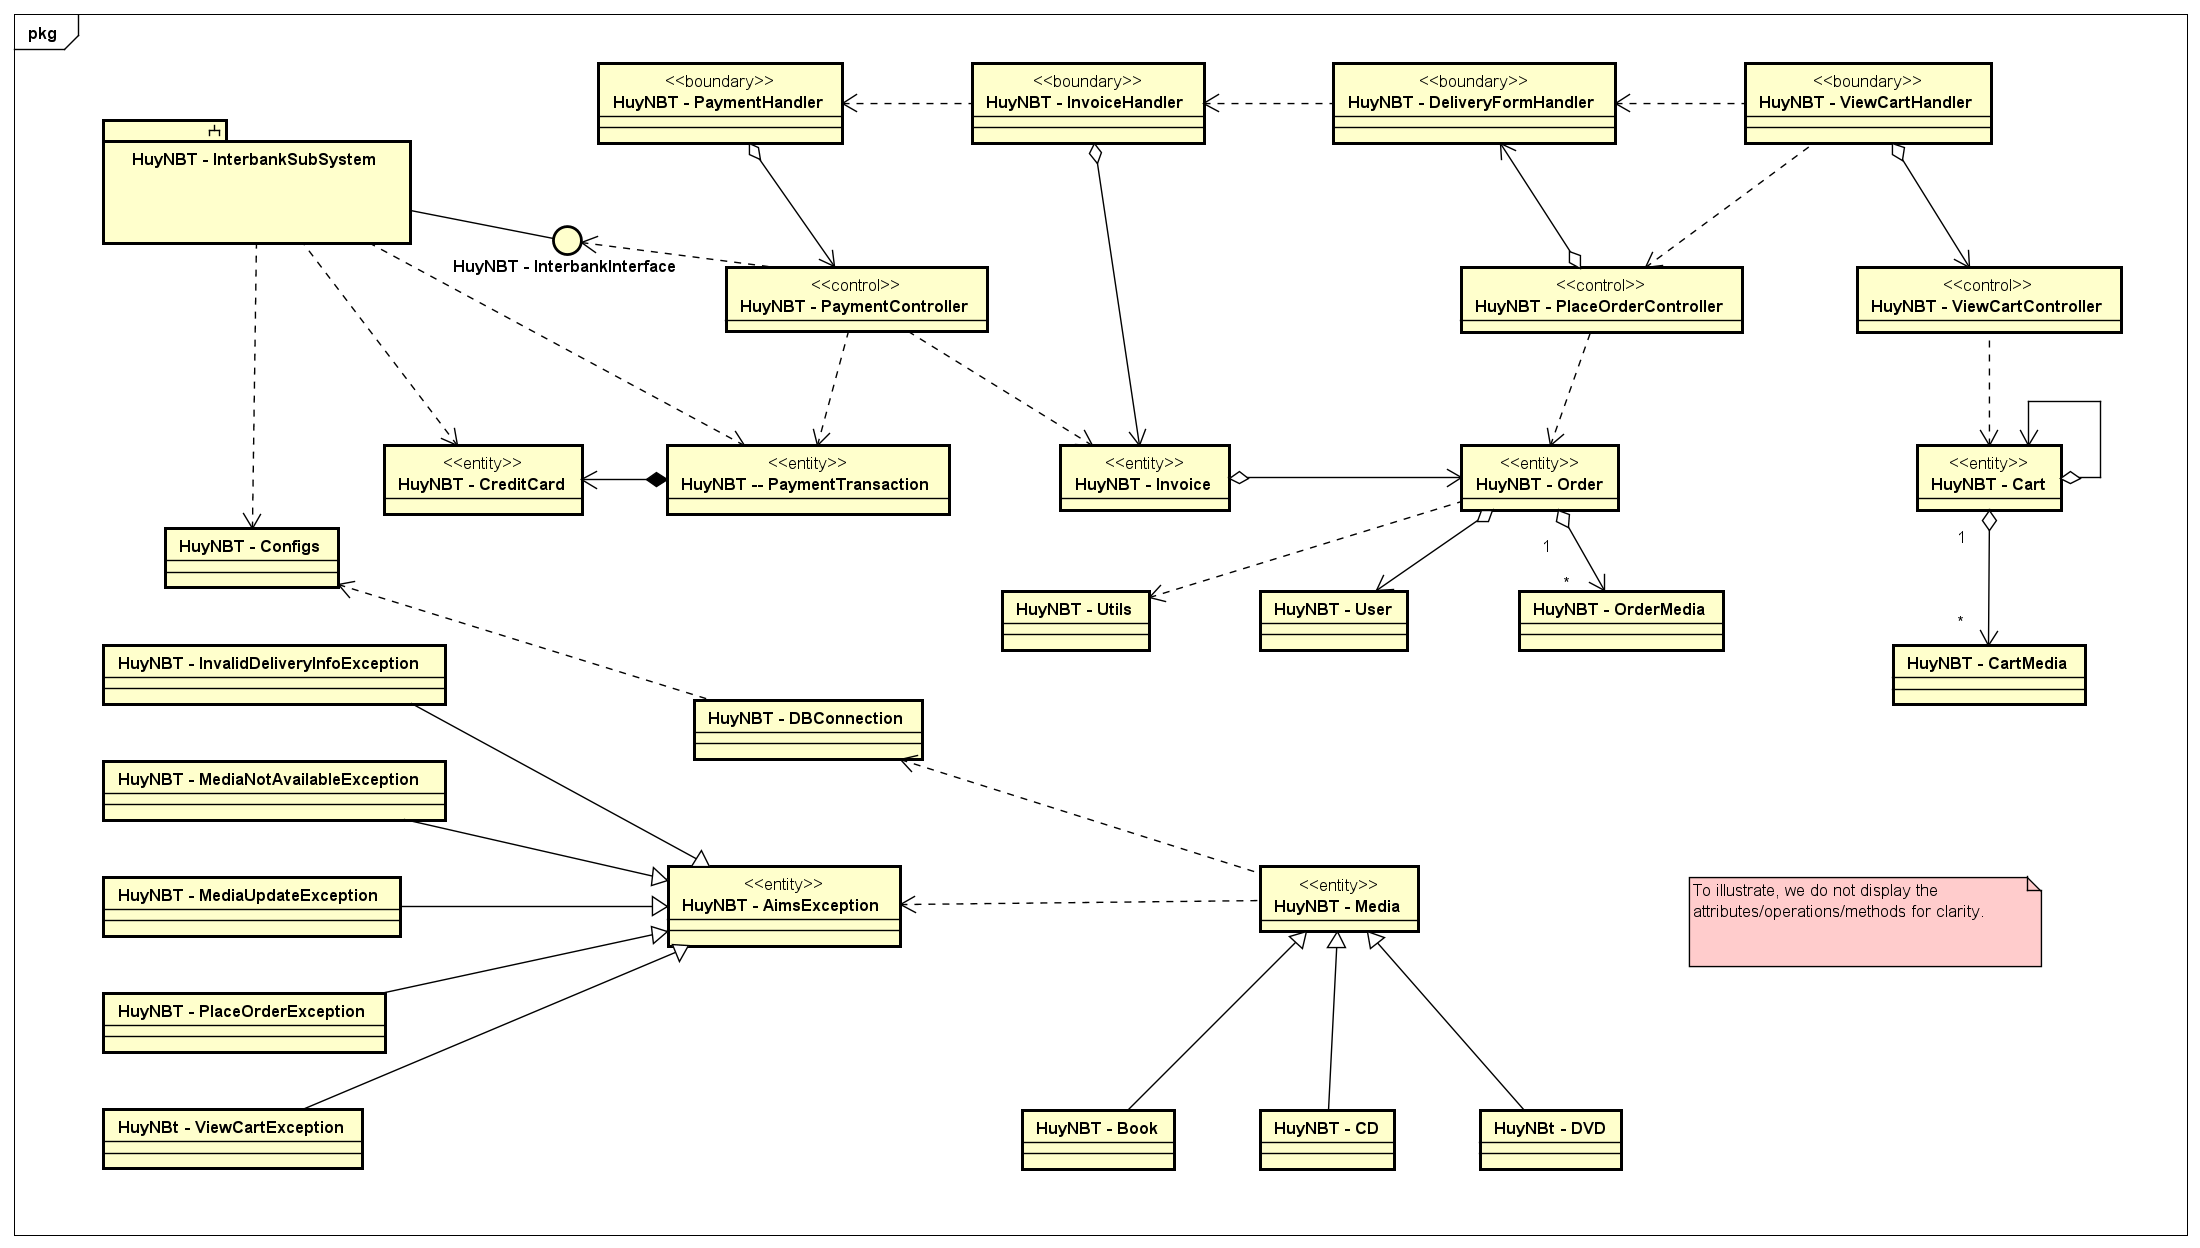 pkg
<<boundary>>
HuyNBT - PaymentHandler
<<boundary>>
HuyNBT - InvoiceHandler
<<boundary>>
HuyNBT - DeliveryFormHandler
<<boundary>>
HuyNBT - ViewCartHandler
HuyNBT - InterbankSubSystem
HuyNBT - InterbankInterface
<<control>>
HuyNBT - PaymentController
<<control>>
HuyNBT - PlaceOrderController
<<control>>
HuyNBT - ViewCartController
<<entity>>
HuyNBT - CreditCard
<<entity>>
HuyNBT -- PaymentTransaction
<<entity>>
HuyNBT - Invoice
<<entity>>
HuyNBT - Order
<<entity>>
HuyNBT - Cart
1
*
1
*
HuyNBT - Configs
HuyNBT - Utils
HuyNBT - User
HuyNBT - OrderMedia
HuyNBT - CartMedia
HuyNBT - InvalidDeliveryInfoException
HuyNBT - DBConnection
HuyNBT - MediaNotAvailableException
HuyNBT - MediaUpdateException
<<entity>>
HuyNBT - AimsException
<<entity>>
HuyNBT - Media
To illustrate, we do not display the
attributes/operations/methods for clarity.
HuyNBT - PlaceOrderException
HuyNBt - ViewCartException
HuyNBT - Book
HuyNBT - CD
HuyNBt - DVD